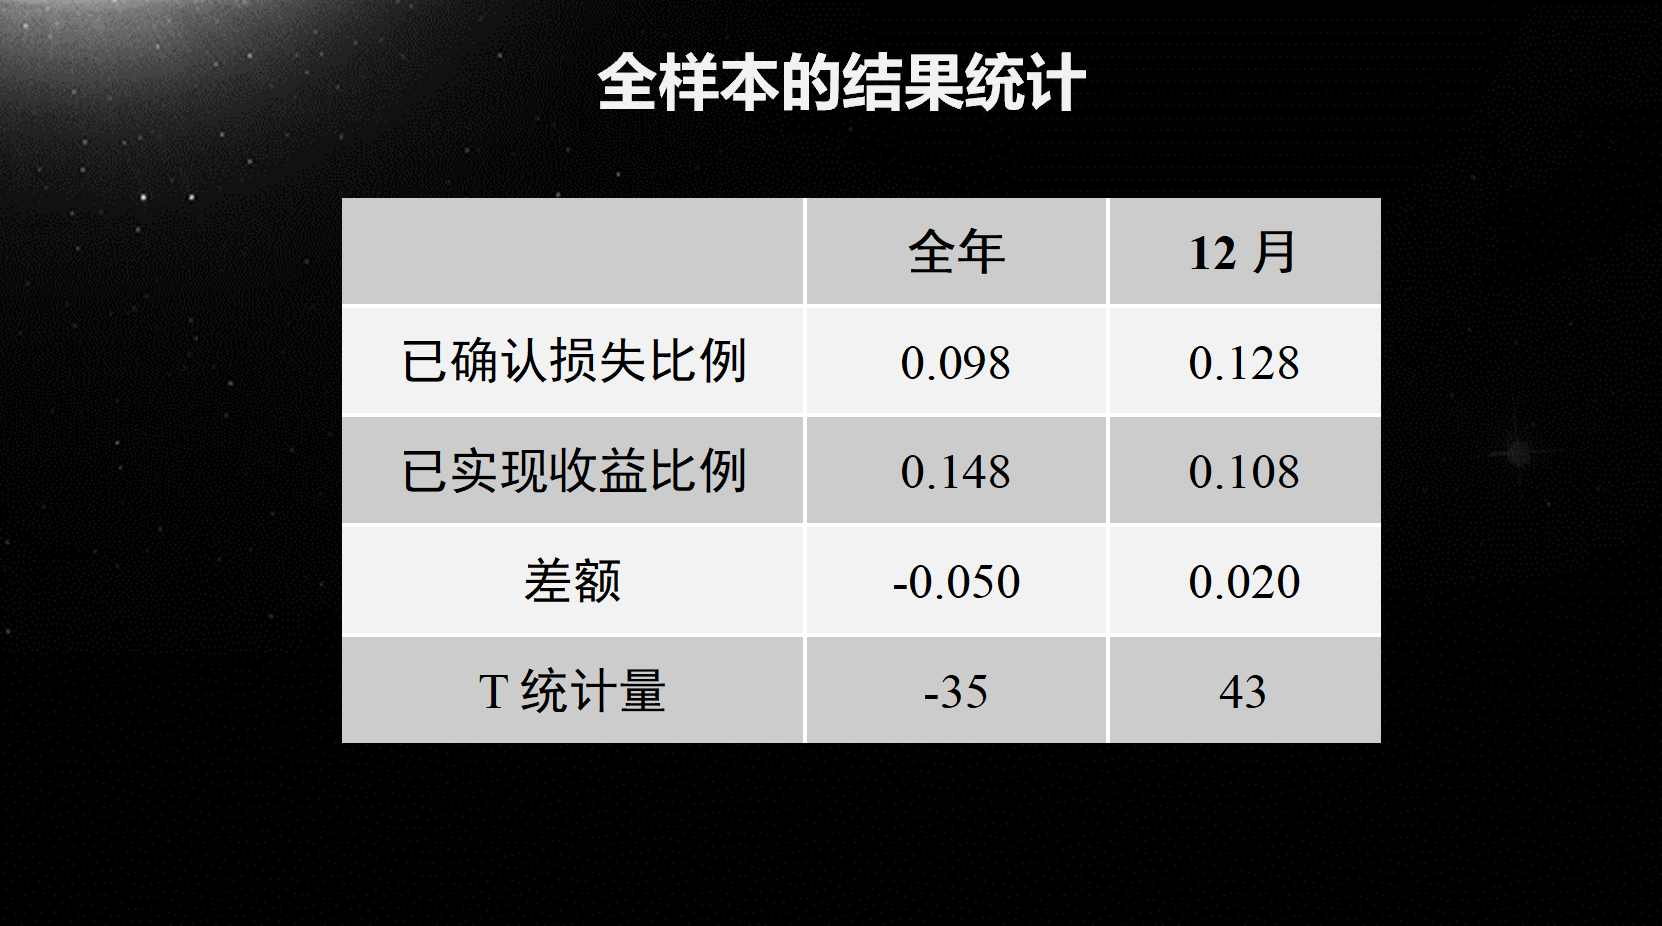 全样本的结果统计
全年 12 月
已确认损失比例 0.098 0.128
已实现收益比例 0.148 0.108
差额 -0.050 0.020
T 统计量 -35 43